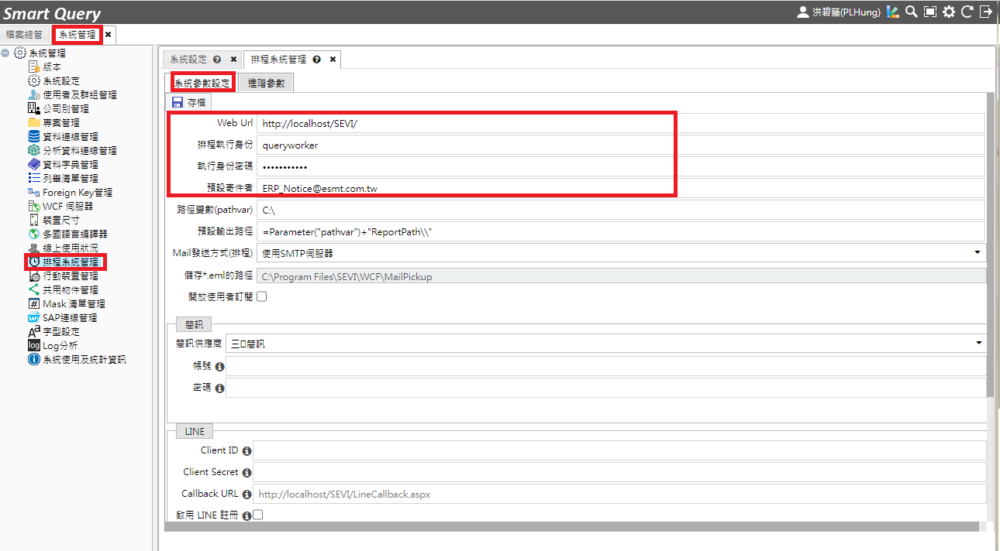 Smart Query
洪碧蓮(PLHung)
檔案總管
系統管理
系統管理
版本
系統設定
使用者及群組管理
公司別管理
專案管理
資料連線管理
分析資料連線管理
資料字典管理
列舉清單管理
Foreign Key管理
WCF 伺服器
裝置尺寸
多國語言編譯器
線上使用狀況
排程系統管理
行動裝置管理
共用物件管理
Mask 清單管理
SAP連線管理
字型設定
Log分析
系統使用及統計資訊
系統設定
排程系統管理
系統參數設定
進階參數
存檔
Web Url http://localhost/SEVI/
排程執行身份 queryworker
執行身份密碼 •••••••••••
預設寄件者 ERP_Notice@esmt.com.tw
路徑變數(pathvar) C:\
預設輸出路徑 =Parameter("pathvar")+"ReportPath\\"
Mail發送方式(排程) 使用SMTP伺服器
儲存*.eml的路徑 C:\Program Files\SEVI\WCF\MailPickup
開放使用者訂閱
簡訊
簡訊供應商 三□簡訊
帳號
密碼
LINE
Client ID
Client Secret
Callback URL http://localhost/SEVI/LineCallback.aspx
啟用 LINE 註冊